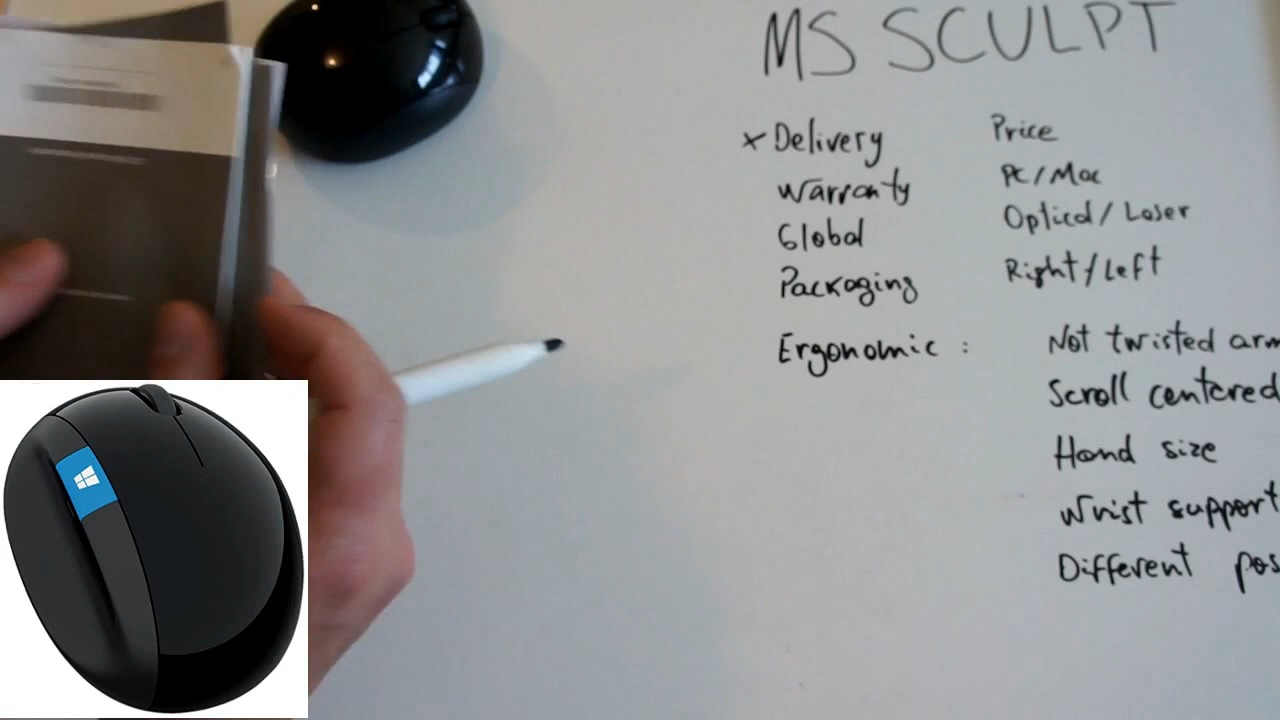 MS SCULPT
x Delivery
Warranty
Global
Packaging
Price
PC/Mac
Optical/Laser
Right/Left
Ergonomic :
Not twisted arm
Scroll centered
Hand size
Wrist support
Different pos